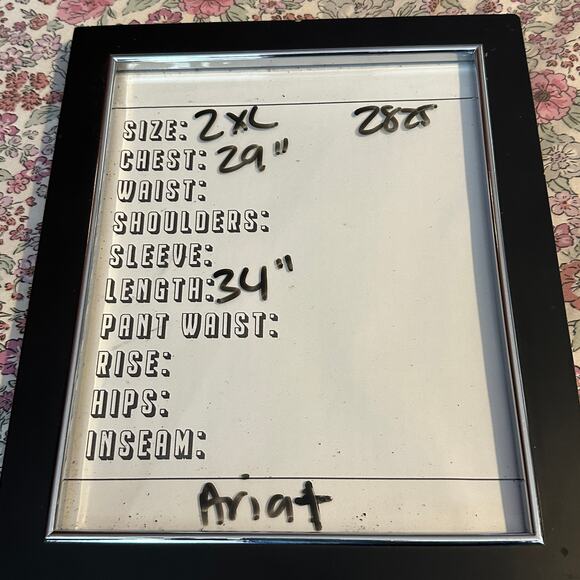 SIZE: 2XL 2825
CHEST: 29"
WAIST:
SHOULDERS:
SLEEVE:
LENGTH: 34"
PANT WAIST:
RISE:
HIPS:
INSEAM:
Ariat